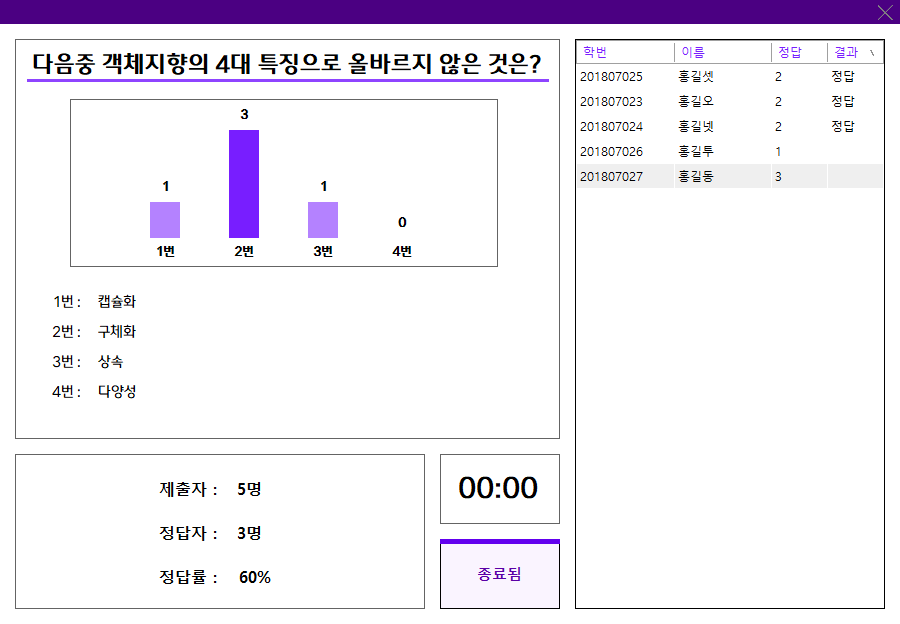 다음중 객체지향의 4대 특징으로 올바르지 않은 것은?
3
1
1
0
1번 2번 3번 4번
1번 : 캡슐화
2번 : 구체화
3번 : 상속
4번 : 다양성
제출자 : 5명
정답자 : 3명
정답률 : 60%
00:00
종료됨
학번 이름 정답 결과
201807025 홍길셋 2 정답
201807023 홍길오 2 정답
201807024 홍길넷 2 정답
201807026 홍길투 1
201807027 홍길동 3